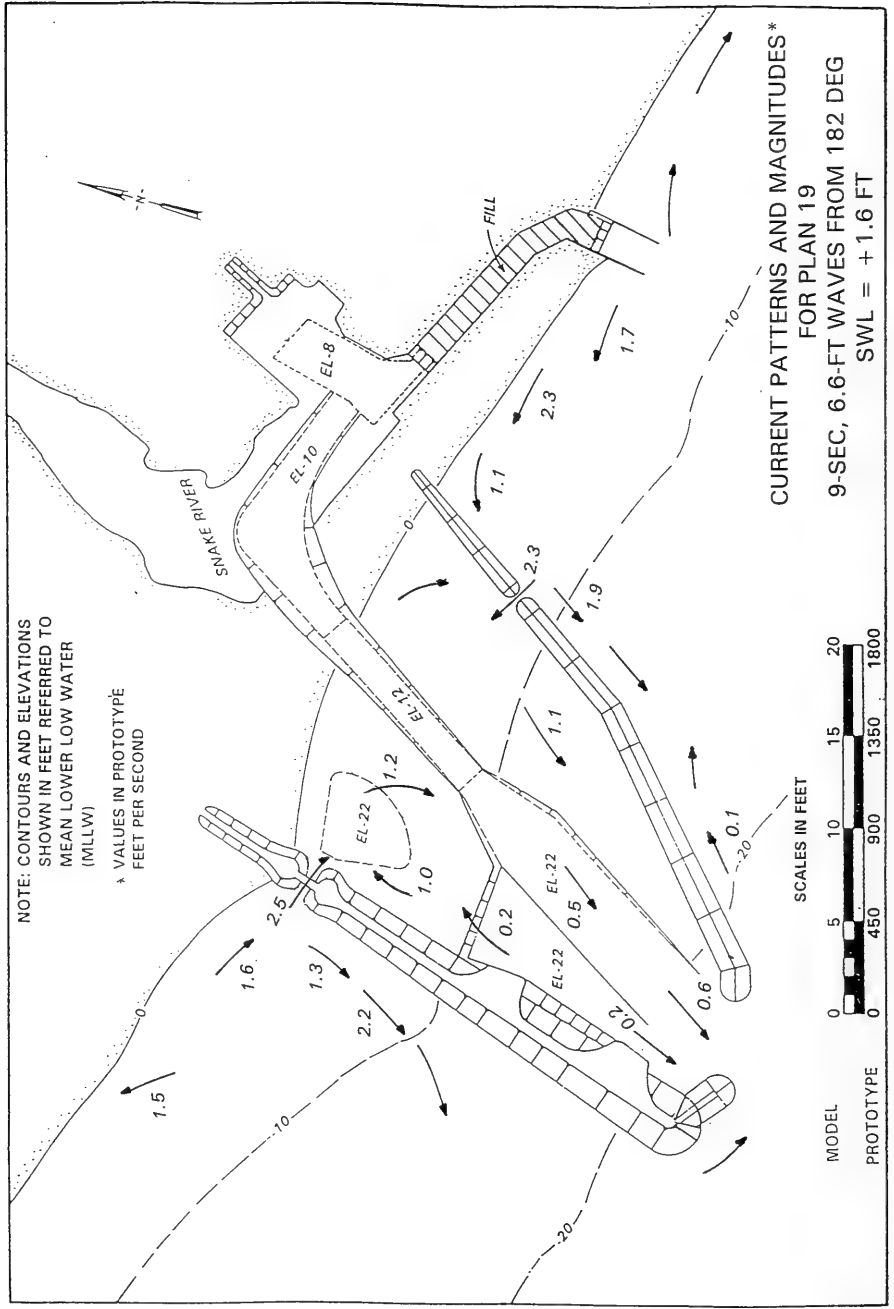 NOTE: CONTOURS AND ELEVATIONS
SHOWN IN FEET REFERRED TO
MEAN LOWER LOW WATER
(MLLW)
* VALUES IN PROTOTYPE
FEET PER SECOND
-N-
SNAKE RIVER
EL-8
EL-10
FILL
EL-12
EL-22
EL-22
EL-22
0
0
-10
-10
-20
-20
1.5
1.6
1.3
2.2
2.5
1.0
1.2
0.2
0.5
0.2
0.6
1.1
0.1
1.9
2.3
1.1
2.3
1.7
CURRENT PATTERNS AND MAGNITUDES*
FOR PLAN 19
9-SEC, 6.6-FT WAVES FROM 182 DEG
SWL = +1.6 FT
SCALES IN FEET
MODEL 0 5 10 15 20
PROTOTYPE 0 450 900 1350 1800